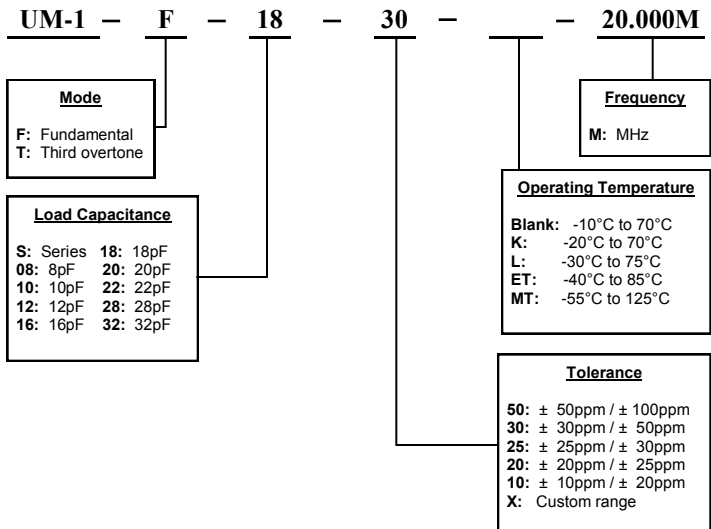 UM-1 – F – 18 – 30 – – 20.000M
Mode
F: Fundamental
T: Third overtone
Frequency
M: MHz
Load Capacitance
S: Series 18: 18pF
08: 8pF 20: 20pF
10: 10pF 22: 22pF
12: 12pF 28: 28pF
16: 16pF 32: 32pF
Operating Temperature
Blank: -10°C to 70°C
K: -20°C to 70°C
L: -30°C to 75°C
ET: -40°C to 85°C
MT: -55°C to 125°C
Tolerance
50: ± 50ppm / ± 100ppm
30: ± 30ppm / ± 50ppm
25: ± 25ppm / ± 30ppm
20: ± 20ppm / ± 25ppm
10: ± 10ppm / ± 20ppm
X: Custom range